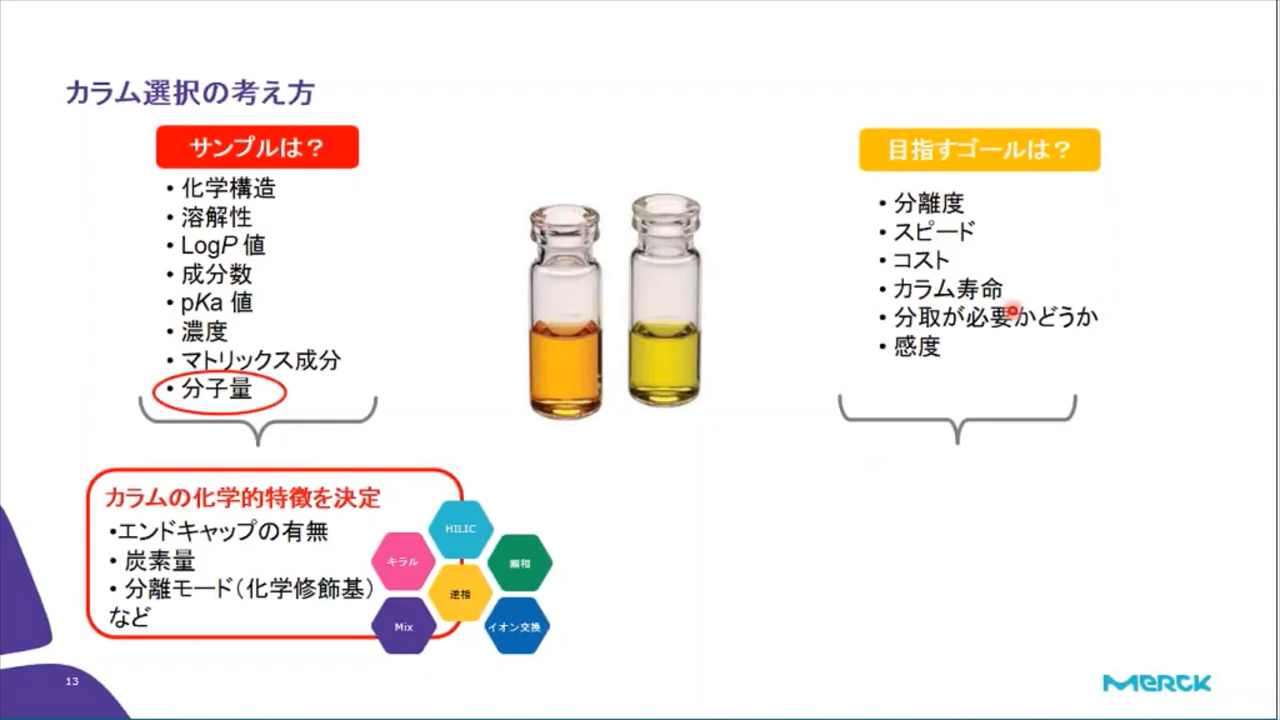 カラム選択の考え方
サンプルは？
• 化学構造
• 溶解性
• LogP 値
• 成分数
• pKa 値
• 濃度
• マトリックス成分
• 分子量
目指すゴールは？
• 分離度
• スピード
• コスト
• カラム寿命
• 分取が必要かどうか
• 感度
カラムの化学的特徴を決定
•エンドキャップの有無
• 炭素量
• 分離モード（化学修飾基）
など
HILIC
キラル
順相
逆相
Mix
イオン交換
13
MERCK